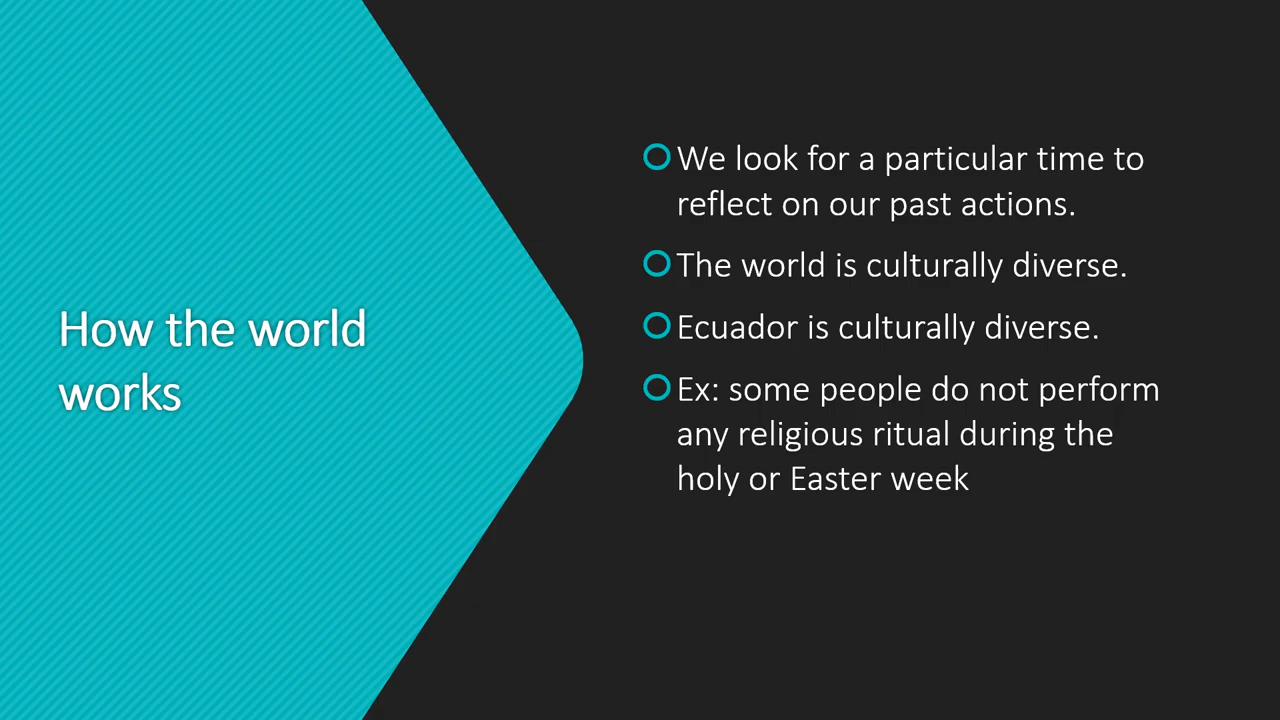 How the world
works
We look for a particular time to
reflect on our past actions.
The world is culturally diverse.
Ecuador is culturally diverse.
Ex: some people do not perform
any religious ritual during the
holy or Easter week